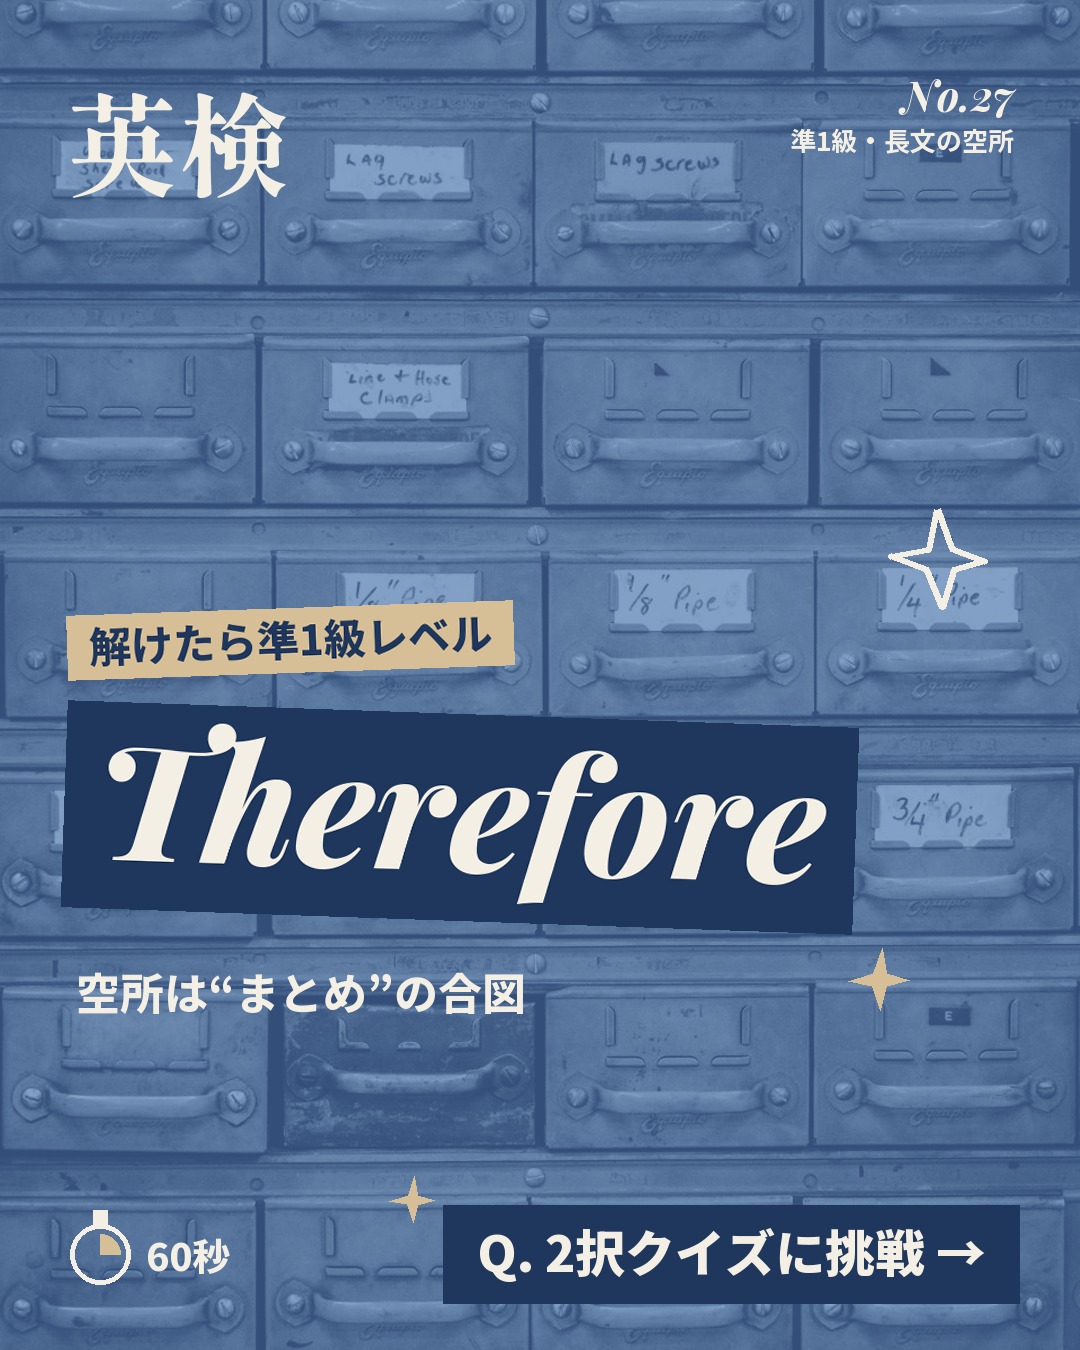 英検
No.27
準1級・長文の空所
LAG screws
LAg screws
Line + Hose
Clamps
1/8" Pipe
1/4" Pipe
解けたら準1級レベル
Therefore
3/4" Pipe
空所は“まとめ”の合図
E
60秒
Q. 2択クイズに挑戦 →